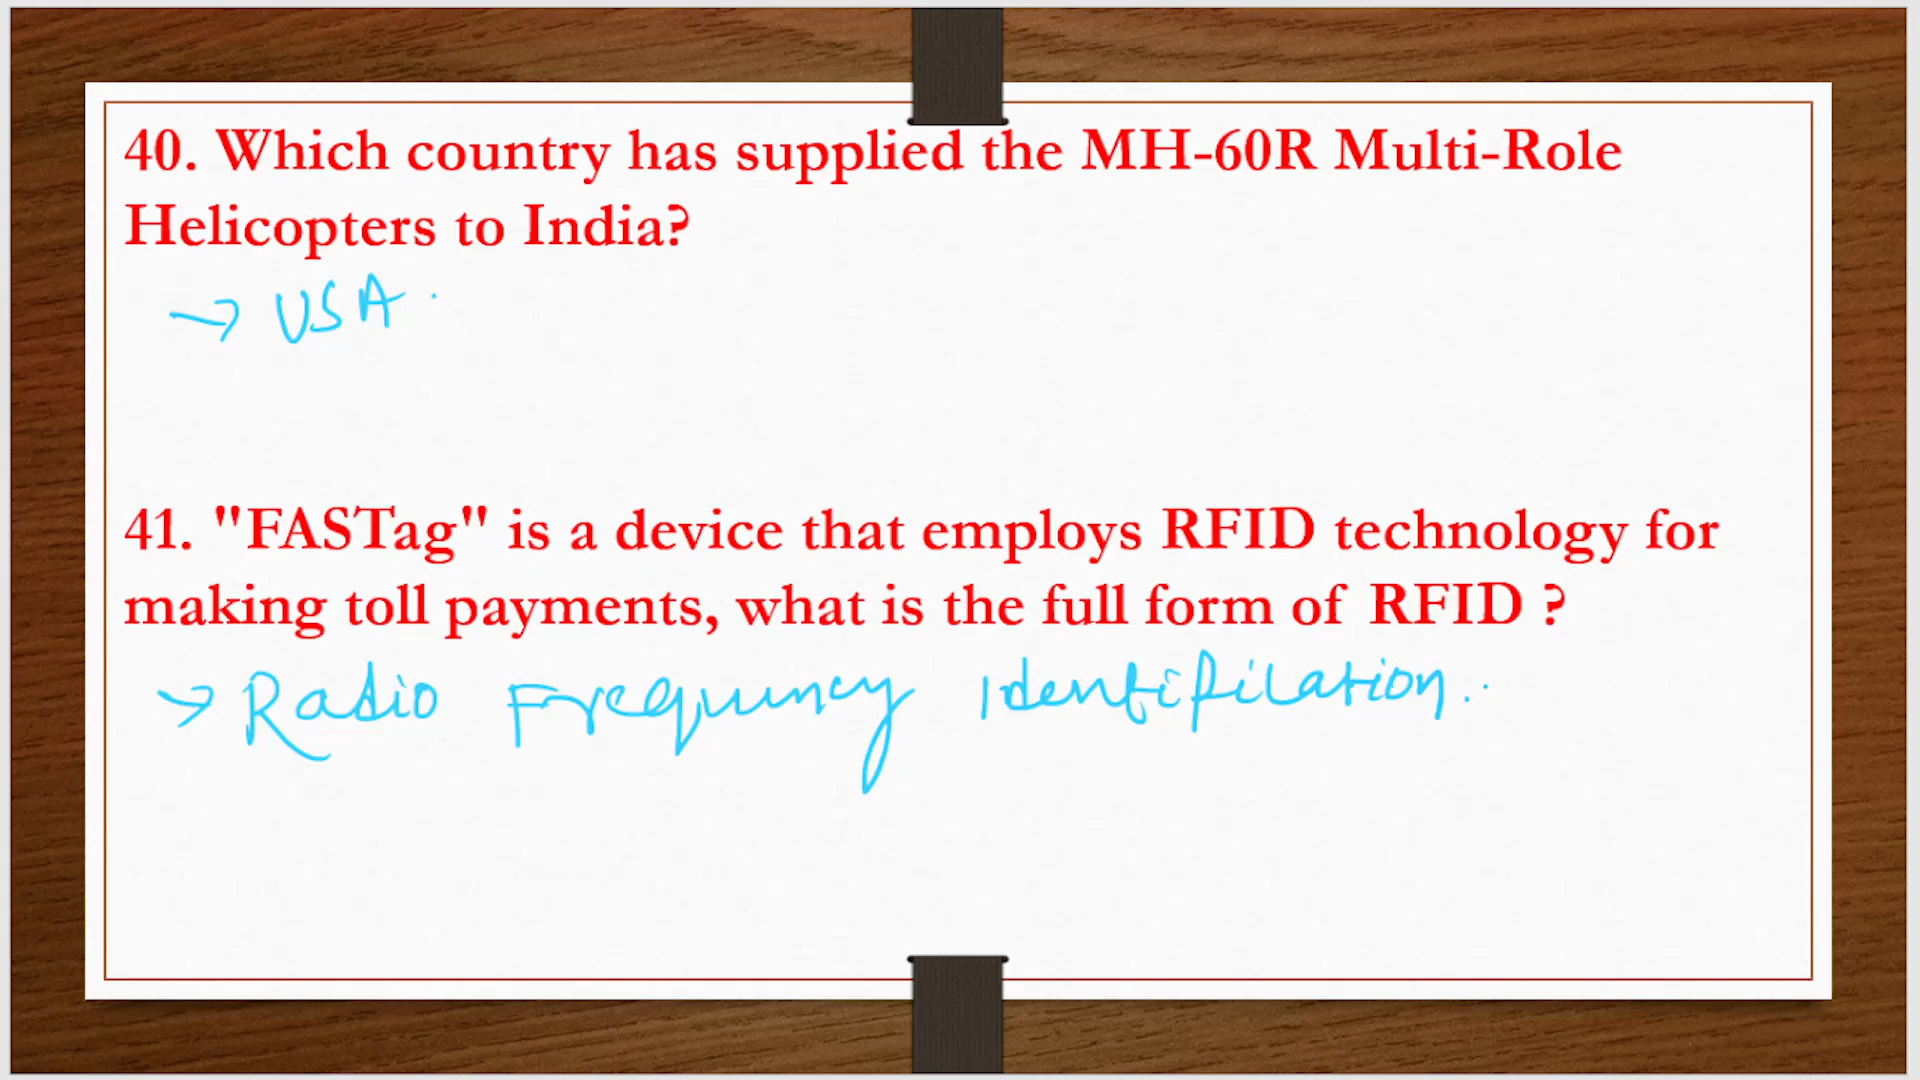 40. Which country has supplied the MH-60R Multi-Role
Helicopters to India?
→ USA.
41. "FASTag" is a device that employs RFID technology for
making toll payments, what is the full form of RFID ?
→ Radio Frequency Identification.